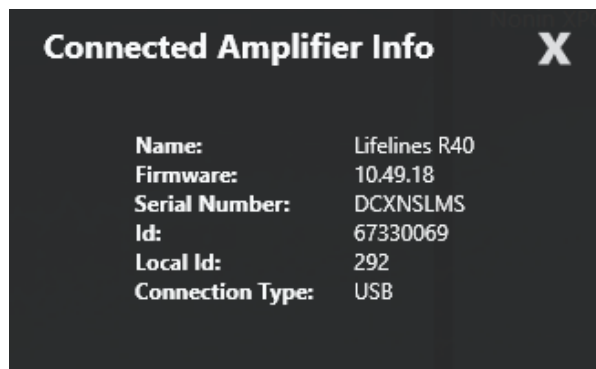 Connected Amplifier Info X
Name: Lifelines R40
Firmware: 10.49.18
Serial Number: DCXNSLMS
Id: 67330069
Local Id: 292
Connection Type: USB